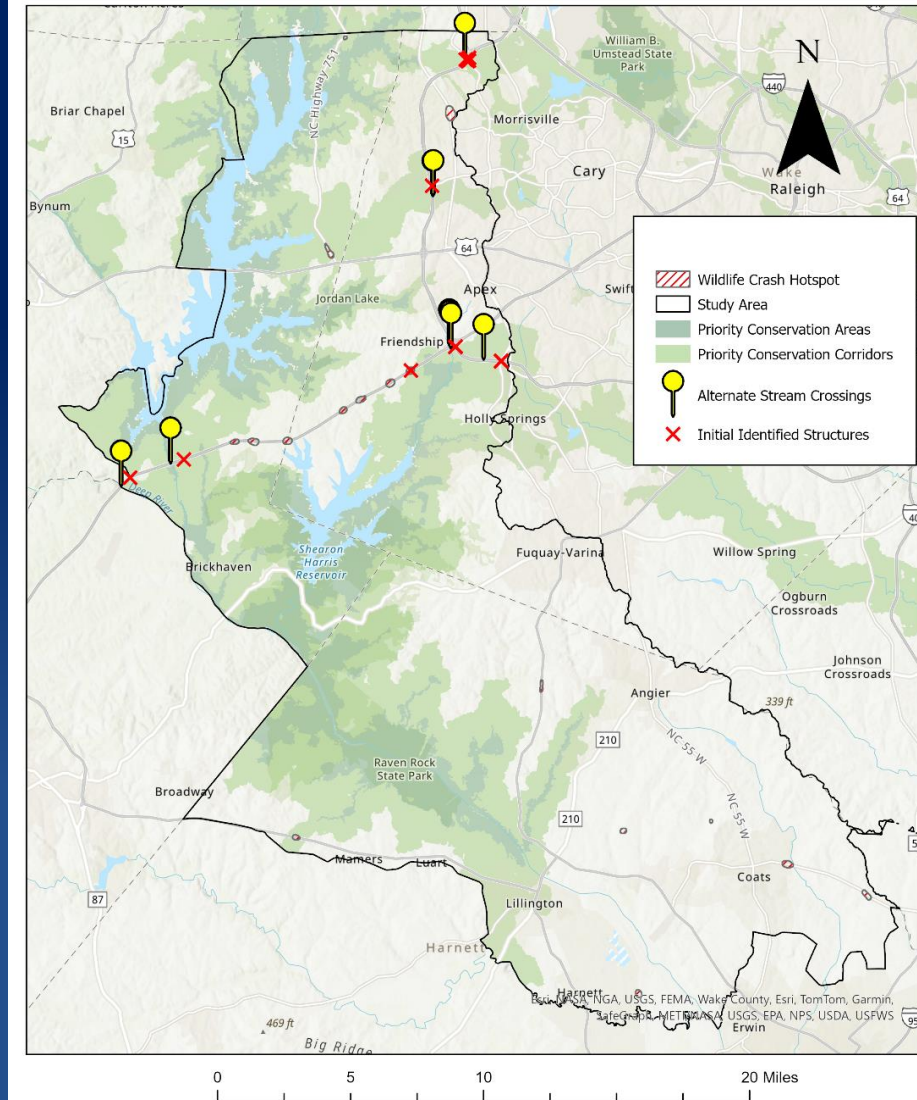 NC Highway 751
William B.
Umstead State
Park
N
440
Briar Chapel
15
Morrisville
Cary
Wake
Raleigh
Bynum
64
64
Wildlife Crash Hotspot
Study Area
Priority Conservation Areas
Priority Conservation Corridors
Alternate Stream Crossings
Initial Identified Structures
Apex
Swift
Jordan Lake
Friendship
Holly Springs
Deep River
40
Shearon
Harris
Reservoir
Fuquay-Varina
Willow Spring
Brickhaven
Ogburn
Crossroads
Johnson
Crossroads
Angier
339 ft
210
NC 55 W
Raven Rock
State Park
Broadway
210
NC 55 W
5
Mamers
Luart
Coats
87
Lillington
Harnett
Harnett
Esri, NASA, NGA, USGS, FEMA, Wake County, Esri, TomTom, Garmin,
USGS, EPA, NPS, USDA, USFWS
95
469 ft
Erwin
Big Ridge
0 5 10 20 Miles